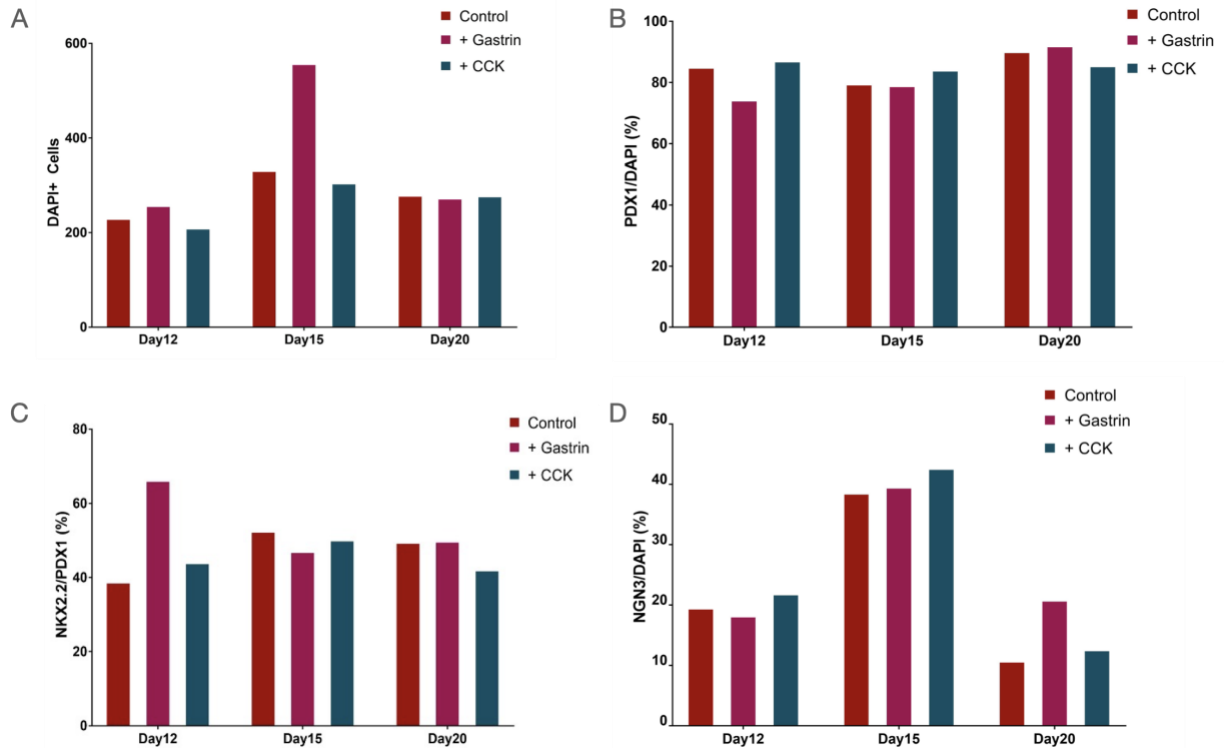 A
Control
+ Gastrin
+ CCK
DAPI+ Cells
600
400
200
0
Day12
Day15
Day20
B
Control
+ Gastrin
+ CCK
PDX1/DAPI (%)
100
80
60
40
20
0
Day12
Day15
Day20
C
Control
+ Gastrin
+ CCK
NKX2.2/PDX1 (%)
80
60
40
20
0
Day12
Day15
Day20
D
Control
+ Gastrin
+ CCK
NGN3/DAPI (%)
50
40
30
20
10
0
Day12
Day15
Day20